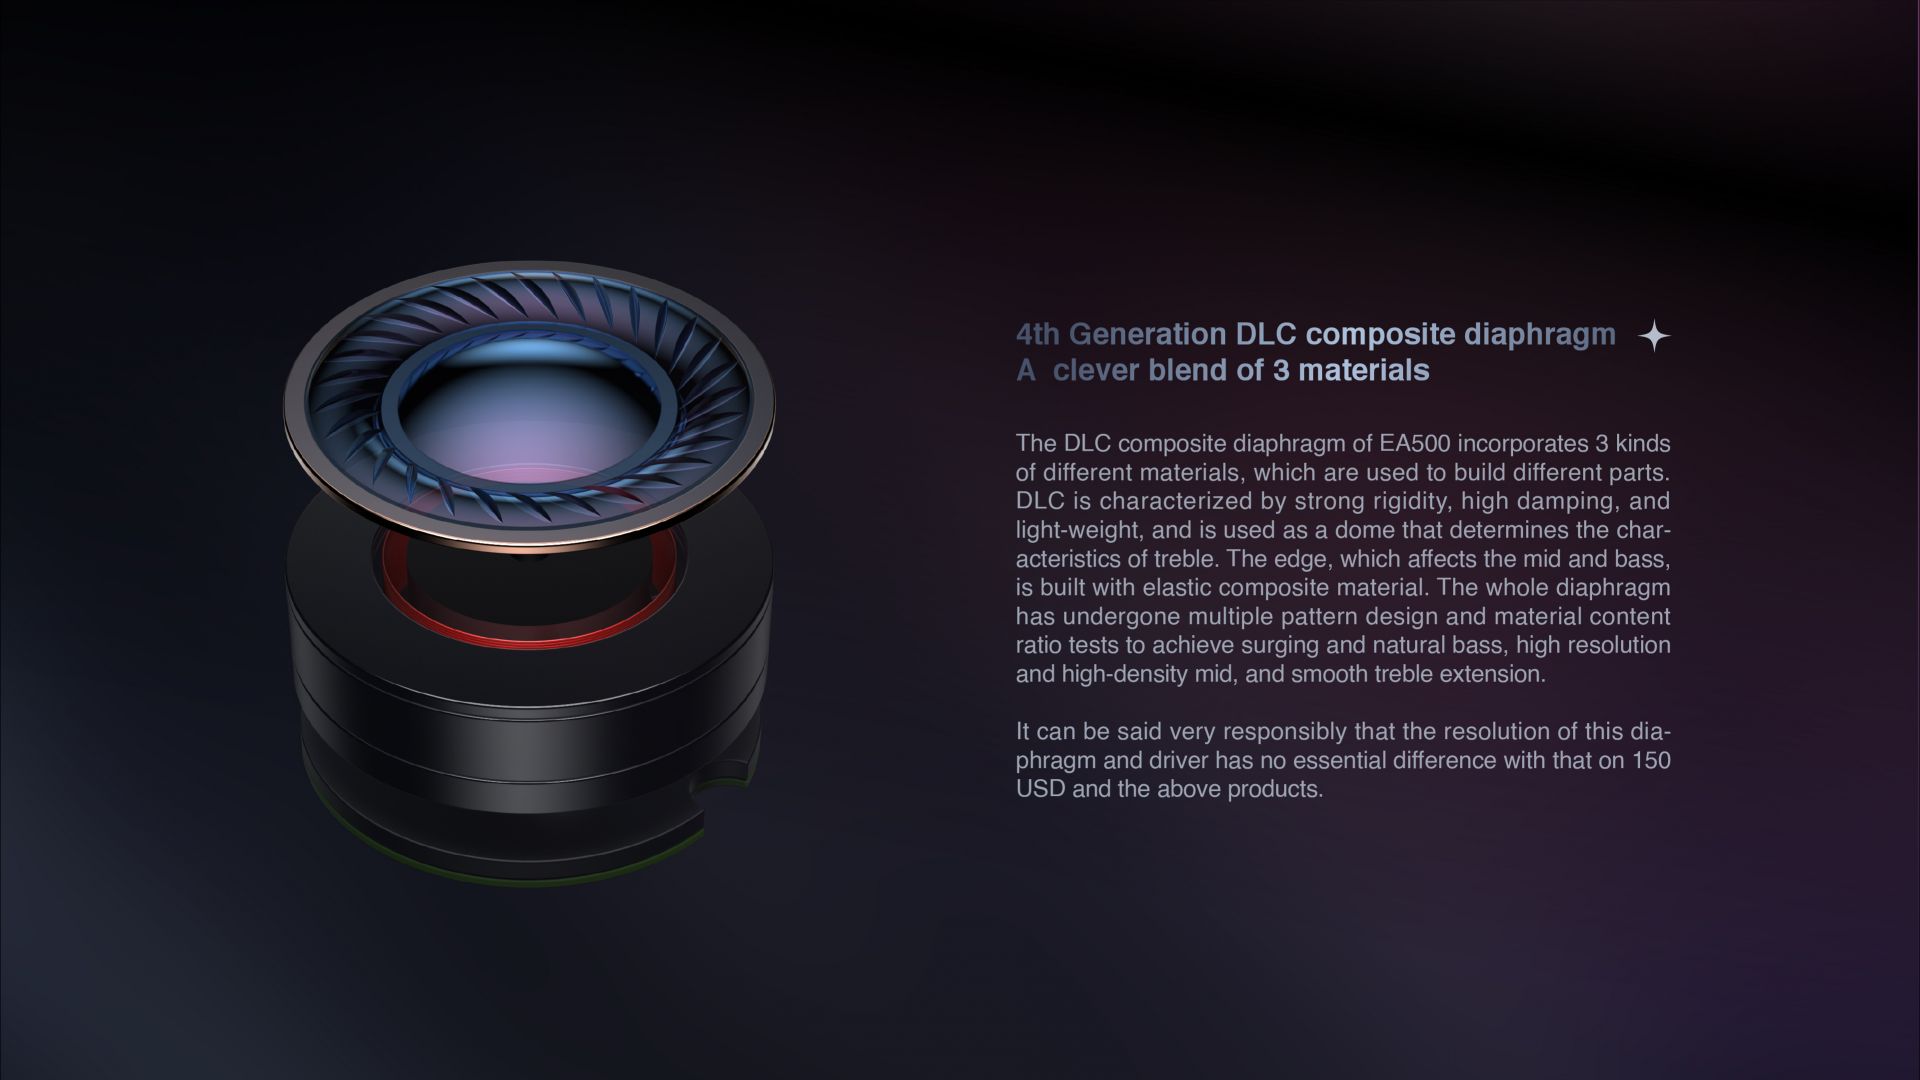 4th Generation DLC composite diaphragm
A clever blend of 3 materials
The DLC composite diaphragm of EA500 incorporates 3 kinds
of different materials, which are used to build different parts.
DLC is characterized by strong rigidity, high damping, and
light-weight, and is used as a dome that determines the char-
acteristics of treble. The edge, which affects the mid and bass,
is built with elastic composite material. The whole diaphragm
has undergone multiple pattern design and material content
ratio tests to achieve surging and natural bass, high resolution
and high-density mid, and smooth treble extension.
It can be said very responsibly that the resolution of this dia-
phragm and driver has no essential difference with that on 150
USD and the above products.